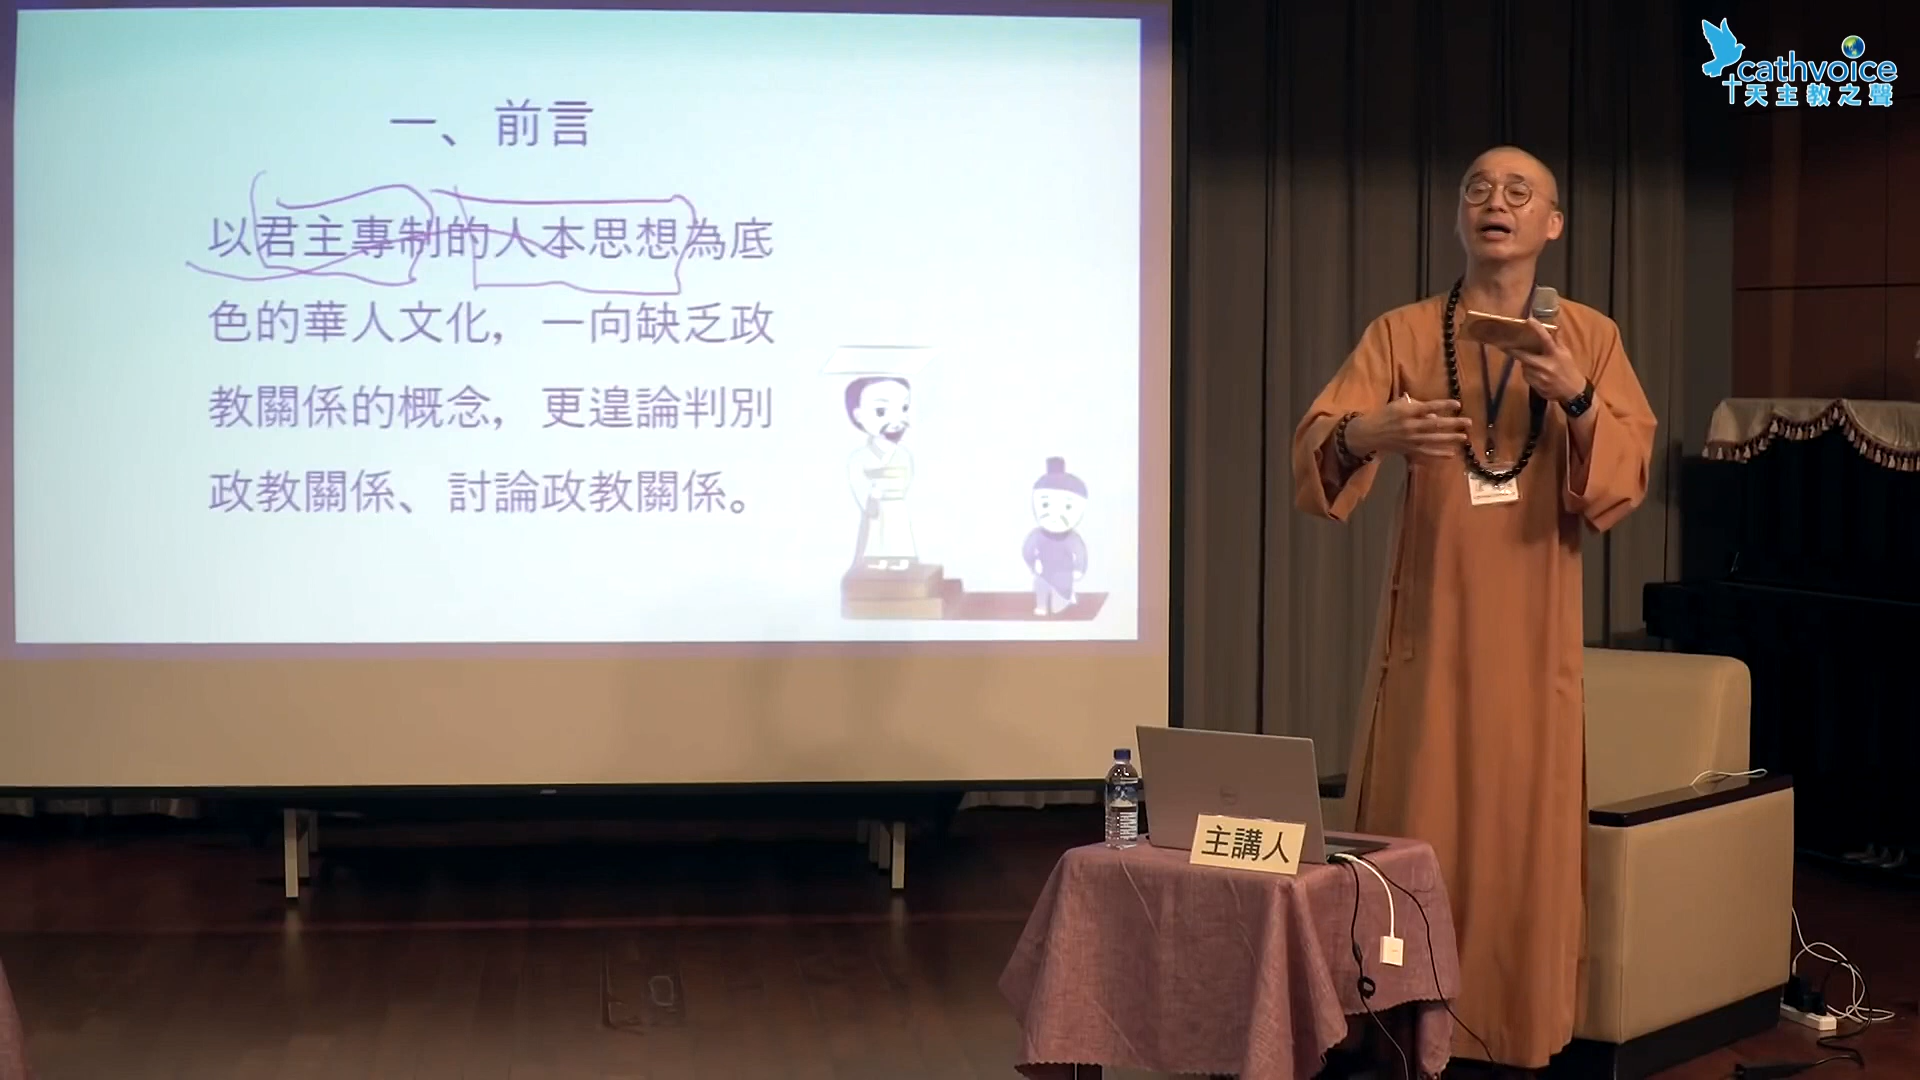 一、前言
以君主專制的人本思想為底
色的華人文化，一向缺乏政
教關係的概念，更遑論判別
政教關係、討論政教關係。
cathvoice
天主教之聲
主講人